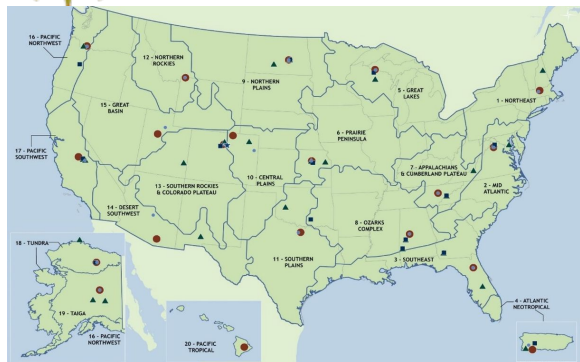 16 - PACIFIC
NORTHWEST
12 - NORTHERN
ROCKIES
9 - NORTHERN
PLAINS
5 - GREAT
LAKES
1 - NORTHEAST
15 - GREAT
BASIN
6 - PRAIRIE
PENINSULA
17 - PACIFIC
SOUTHWEST
7 - APPALACHIANS
& CUMBERLAND PLATEAU
10 - CENTRAL
PLAINS
13 - SOUTHERN ROCKIES
& COLORADO PLATEAU
2 - MID
ATLANTIC
14 - DESERT
SOUTHWEST
8 - OZARKS
COMPLEX
18 - TUNDRA
11 - SOUTHERN
PLAINS
3 - SOUTHEAST
4 - ATLANTIC
NEOTROPICAL
19 - TAIGA
16 - PACIFIC
NORTHWEST
20 - PACIFIC
TROPICAL